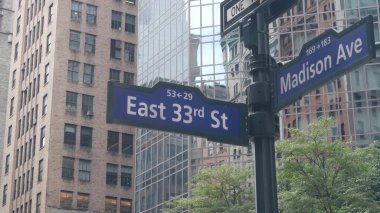 ONE
53↔29
East 33rd St
169↔183
Madison Ave